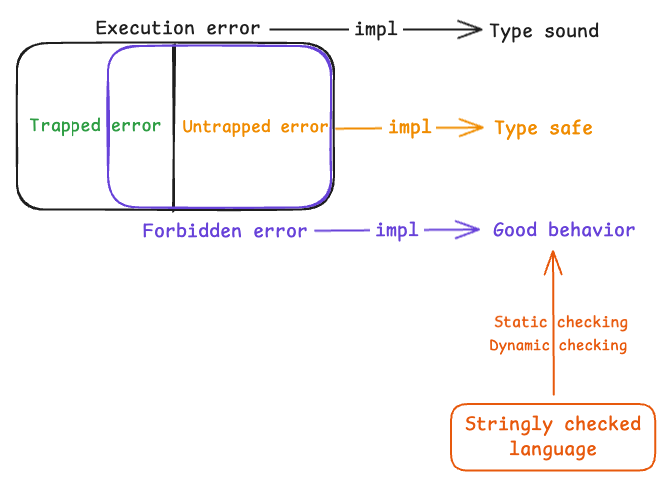 Execution error impl Type sound
Trapped error Untrapped error impl Type safe
Forbidden error impl Good behavior
Static checking
Dynamic checking
Stringly checked
language